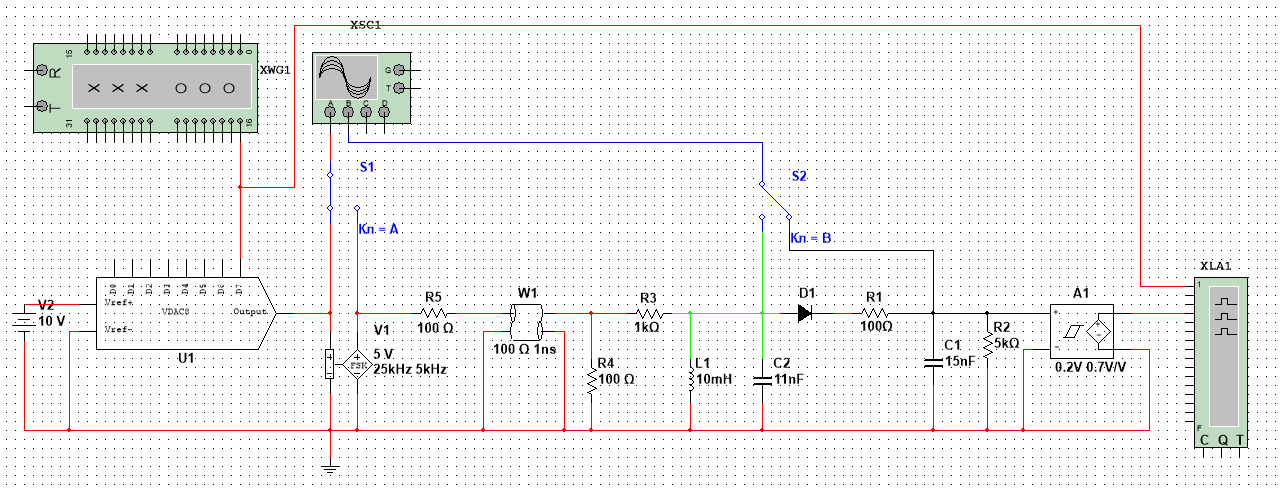 XSC1
XWG1
15
0
R
X X X O O O
T
31
16
G
T
A B C D
S1
Кл = A
S2
Кл = B
XLA1
1
F
C Q T
V2
10 V
D0 D1 D2 D3 D4 D5 D6 D7
Vref+
VDAC8
Output
Vref-
U1
V1
5 V
25kHz 5kHz
FSK
R5
100 Ω
W1
100 Ω 1ns
R3
1kΩ
R4
100 Ω
L1
10mH
C2
11nF
D1
R1
100Ω
C1
15nF
R2
5kΩ
A1
0.2V 0.7V/V